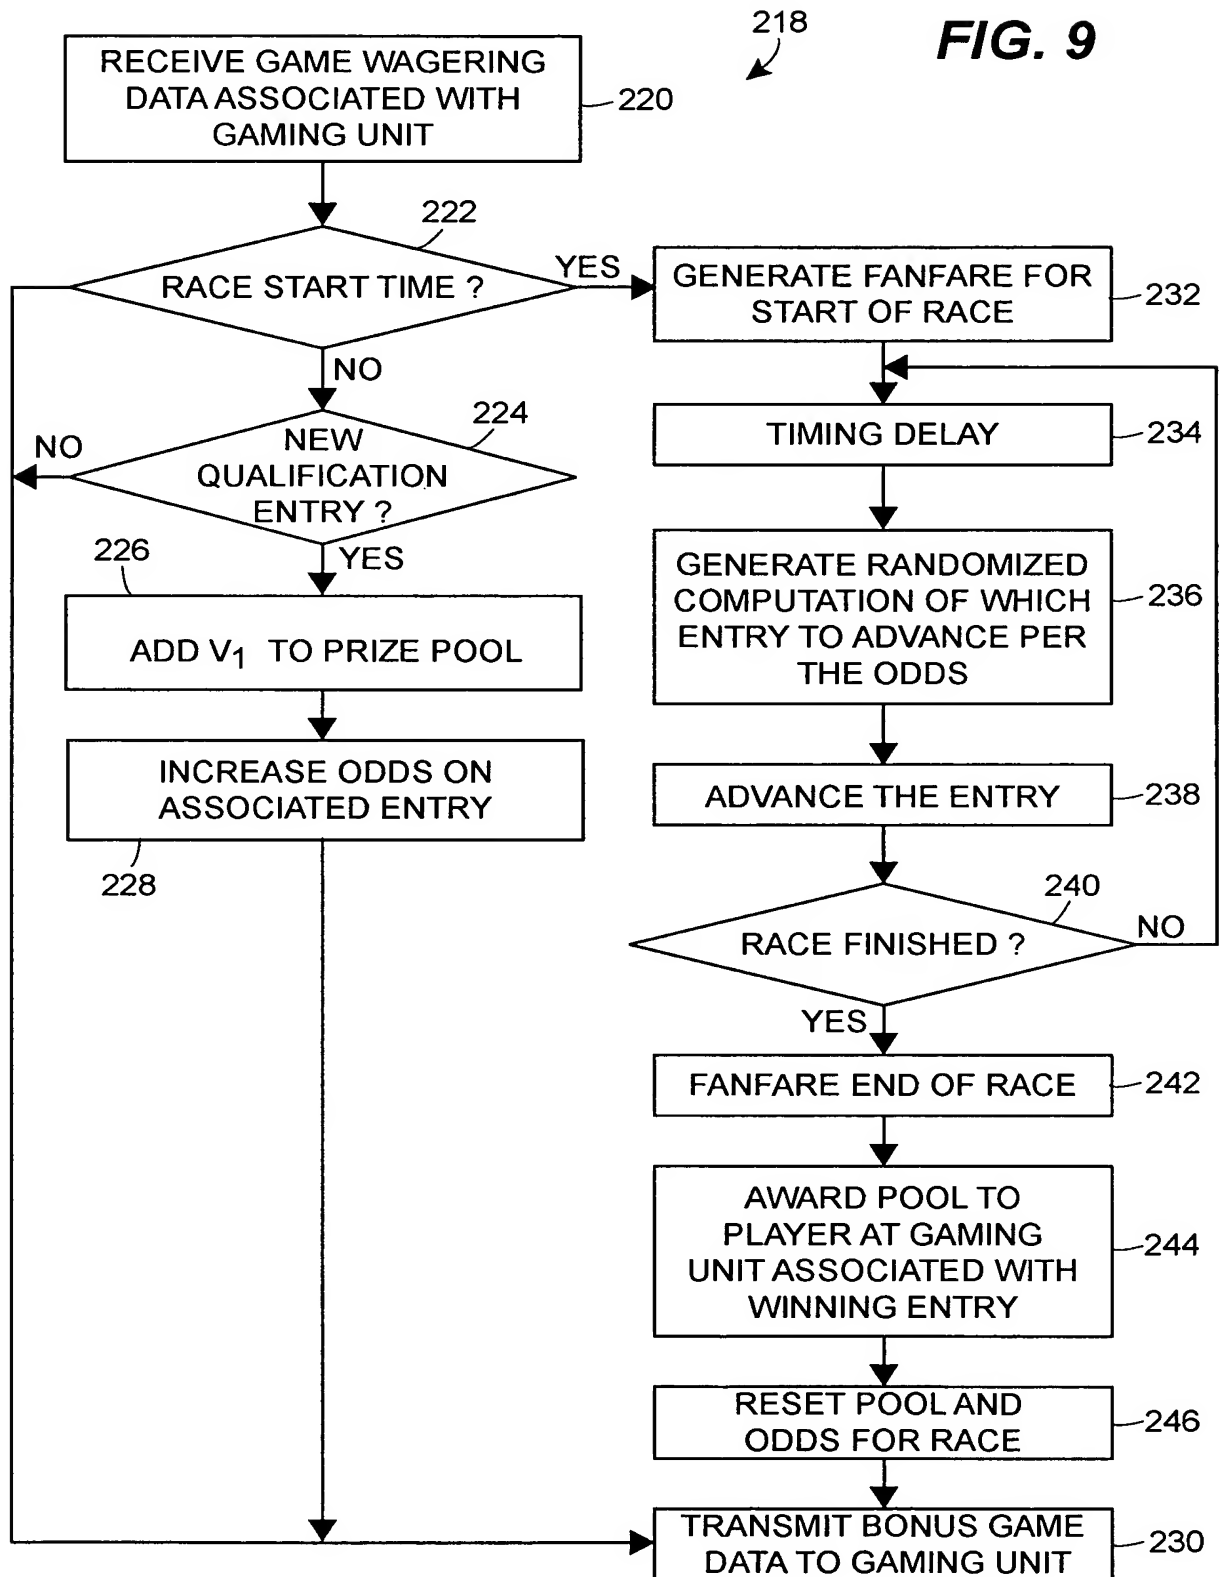 218
FIG. 9
RECEIVE GAME WAGERING
DATA ASSOCIATED WITH
GAMING UNIT
220
222
RACE START TIME ?
YES
NO
GENERATE FANFARE FOR
START OF RACE
232
224
NEW
QUALIFICATION
ENTRY ?
NO
YES
226
ADD V1 TO PRIZE POOL
INCREASE ODDS ON
ASSOCIATED ENTRY
228
TIMING DELAY
234
GENERATE RANDOMIZED
COMPUTATION OF WHICH
ENTRY TO ADVANCE PER
THE ODDS
236
ADVANCE THE ENTRY
238
240
RACE FINISHED ?
NO
YES
FANFARE END OF RACE
242
AWARD POOL TO
PLAYER AT GAMING
UNIT ASSOCIATED WITH
WINNING ENTRY
244
RESET POOL AND
ODDS FOR RACE
246
TRANSMIT BONUS GAME
DATA TO GAMING UNIT
230